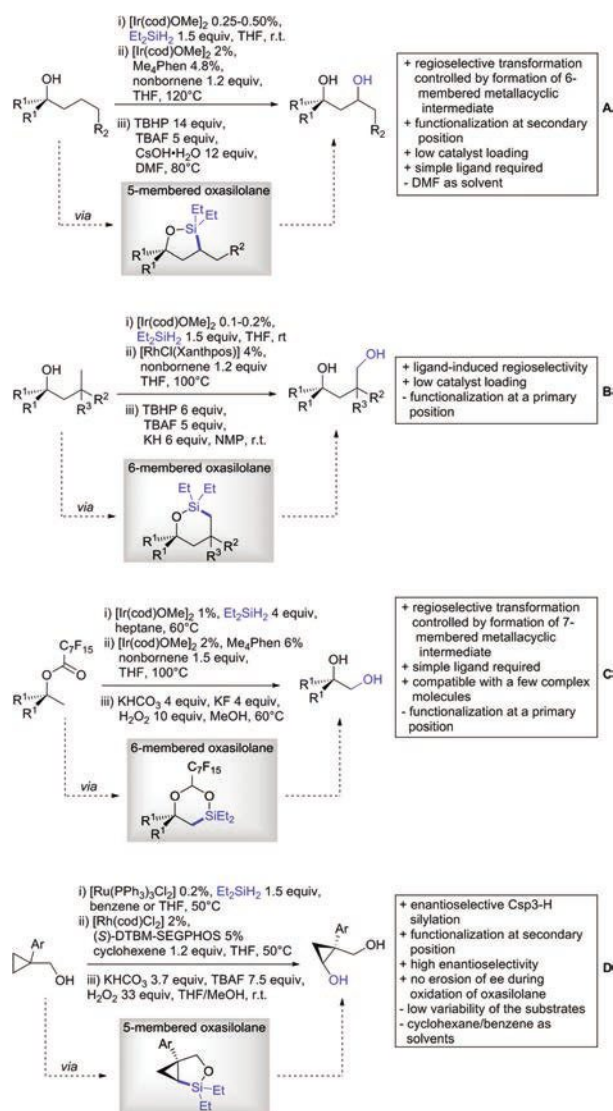 i) [Ir(cod)OMe]2 0.25-0.50%,
Et2SiH2 1.5 equiv, THF, r.t.
ii) [Ir(cod)OMe]2 2%,
Me4Phen 4.8%,
nonbornene 1.2 equiv,
THF, 120°C
OH
R1
R1
R2
iii) TBHP 14 equiv,
TBAF 5 equiv,
CsOH•H2O 12 equiv,
DMF, 80°C
OH OH
R1
R1
R2
+ regioselective transformation
controlled by formation of 6-
membered metallacyclic
intermediate
+ functionalization at secondary
position
+ low catalyst loading
+ simple ligand required
- DMF as solvent
A
via
5-membered oxasilolane
Et
O Si Et
R1
R1
R2
i) [Ir(cod)OMe]2 0.1-0.2%,
Et2SiH2 1.5 equiv, THF, rt
ii) [RhCl(Xanthpos)] 4%,
nonbornene 1.2 equiv
THF, 100°C
OH
R1
R1
R3
R2
iii) TBHP 6 equiv,
TBAF 5 equiv,
KH 6 equiv, NMP, r.t.
OH
OH
R1
R1
R3
R2
+ ligand-induced regioselectivity
+ low catalyst loading
- functionalization at a primary
position
B
via
6-membered oxasilolane
Et Et
Si
O
R1
R1
R3
R2
i) [Ir(cod)OMe]2 1%, Et2SiH2 4 equiv,
heptane, 60°C
ii) [Ir(cod)OMe]2 2%, Me4Phen 6%
nonbornene 1.5 equiv,
THF, 100°C
C7F15
O
O
R1
R1
iii) KHCO3 4 equiv, KF 4 equiv,
H2O2 10 equiv, MeOH, 60°C
OH
OH
R1
R1
+ regioselective transformation
controlled by formation of 7-
membered metallacyclic
intermediate
+ simple ligand required
+ compatible with a few complex
molecules
- functionalization at a primary
position
C
via
6-membered oxasilolane
C7F15
O O
SiEt2
R1
R1
i) [Ru(PPh3)3Cl2] 0.2%, Et2SiH2 1.5 equiv,
benzene or THF, 50°C
ii) [Rh(cod)Cl2] 2%,
(S)-DTBM-SEGPHOS 5%
cyclohexene 1.2 equiv, THF, 50°C
Ar
OH
iii) KHCO3 3.7 equiv, TBAF 7.5 equiv,
H2O2 33 equiv, THF/MeOH, r.t.
Ar
OH
OH
+ enantioselective Csp3-H
silylation
+ functionalization at secondary
position
+ high enantioselectivity
+ no erosion of ee during
oxidation of oxasilolane
- low variability of the substrates
- cyclohexane/benzene as
solvents
D
via
5-membered oxasilolane
Ar
O
Si Et
Et